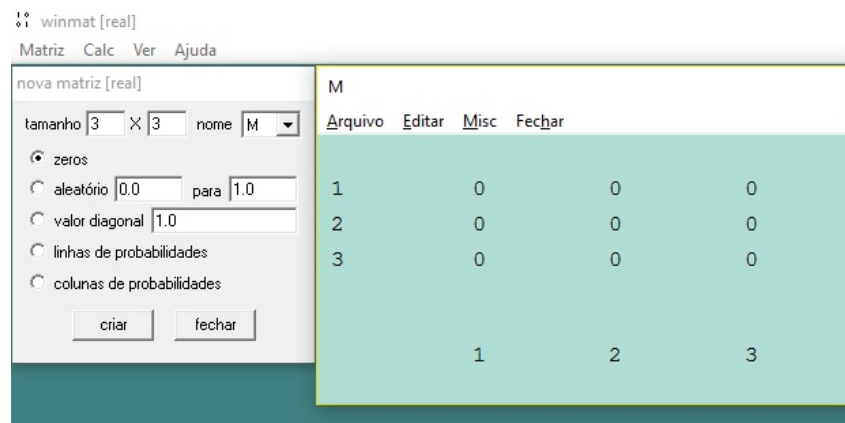 winmat [real]
Matriz Calc Ver Ajuda
nova matriz [real]
tamanho 3 X 3 nome M
zeros
aleatório 0.0 para 1.0
valor diagonal 1.0
linhas de probabilidades
colunas de probabilidades
criar fechar
M
Arquivo Editar Misc Fechar
1 0 0 0
2 0 0 0
3 0 0 0
1 2 3